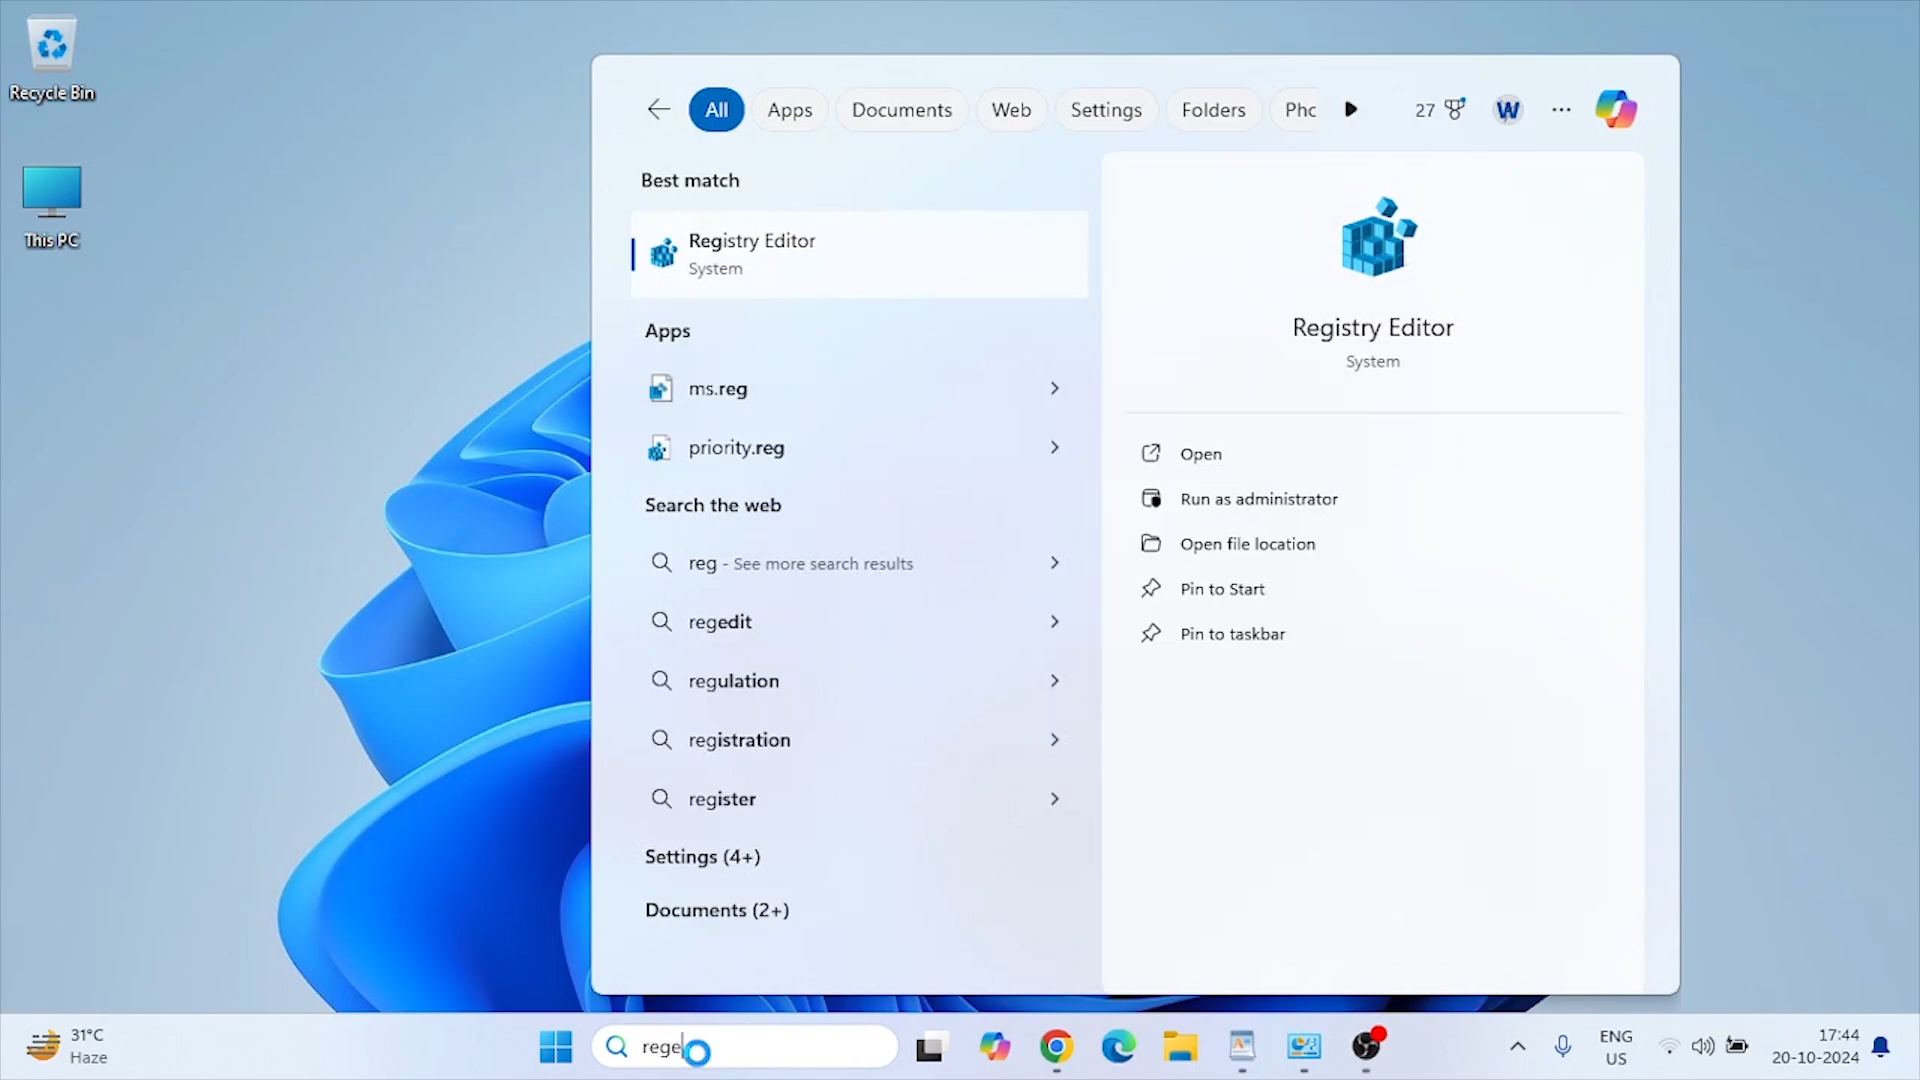 Recycle Bin
This PC
All
Apps
Documents
Web
Settings
Folders
Pho
27
W
Best match
Registry Editor
System
Apps
ms.reg
priority.reg
Search the web
reg - See more search results
regedit
regulation
registration
register
Settings (4+)
Documents (2+)
Registry Editor
System
Open
Run as administrator
Open file location
Pin to Start
Pin to taskbar
31°C
Haze
rege
ENG
US
17:44
20-10-2024